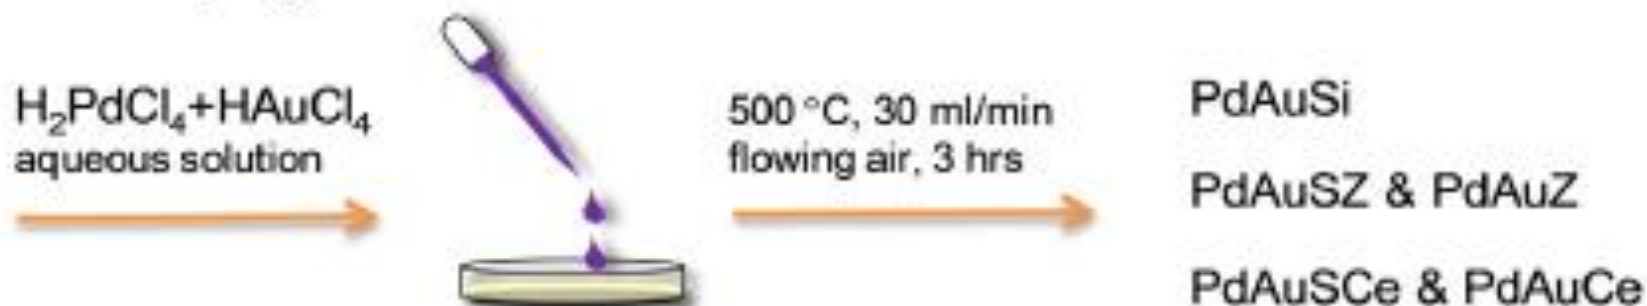 H₂PdCl₄+HAuCl₄
aqueous solution
500 °C, 30 ml/min
flowing air, 3 hrs
PdAuSi
PdAuSZ & PdAuZ
PdAuSCe & PdAuCe